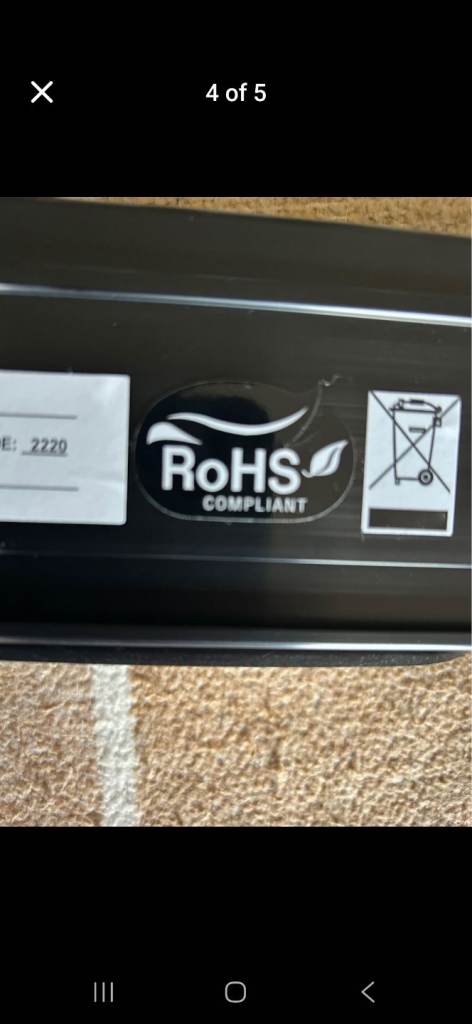 4 of 5
E: 2220
RoHS
COMPLIANT